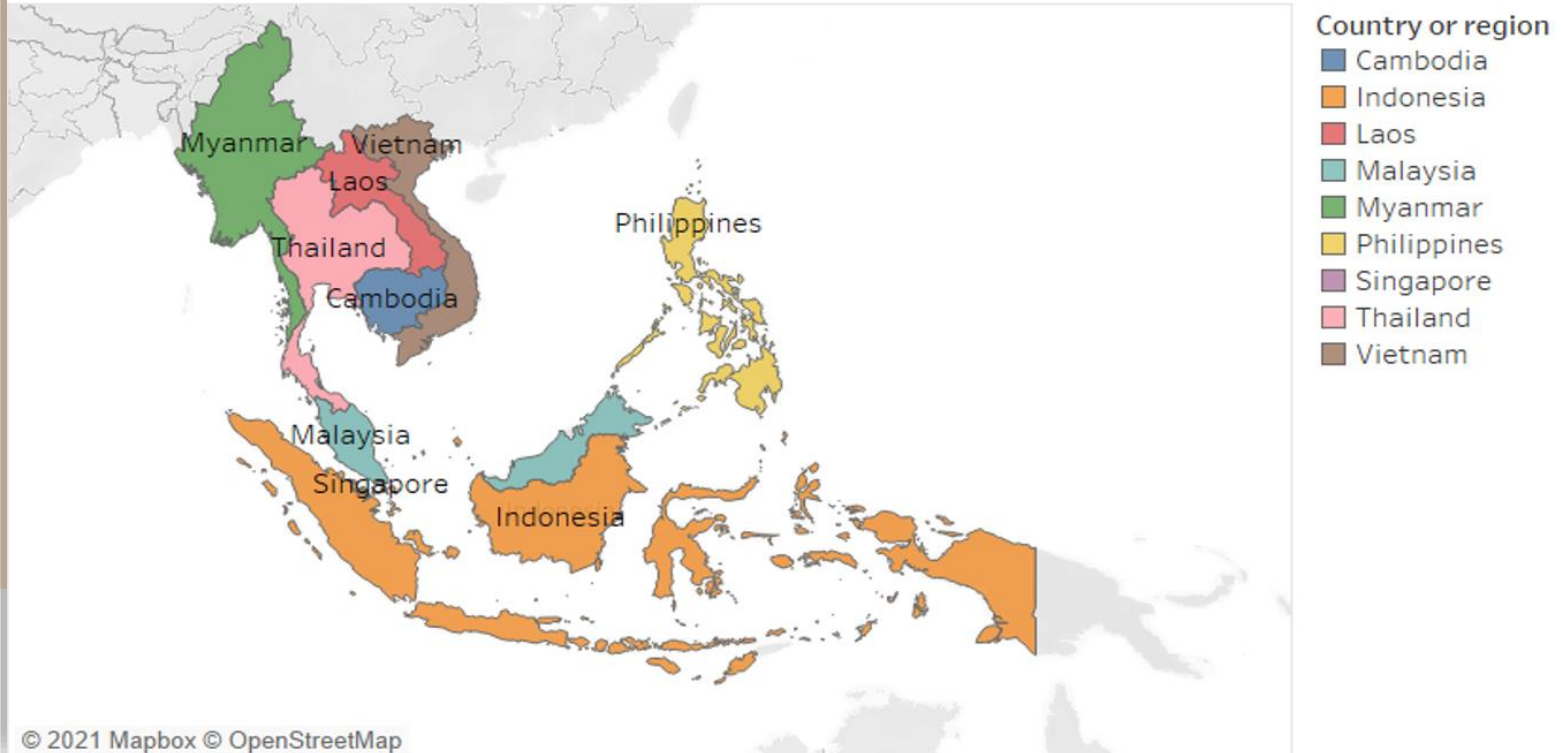 Country or region
Cambodia
Indonesia
Laos
Malaysia
Myanmar
Philippines
Singapore
Thailand
Vietnam
Myanmar
Vietnam
Laos
Philippines
Thailand
Cambodia
Malaysia
Singapore
Indonesia
© 2021 Mapbox © OpenStreetMap